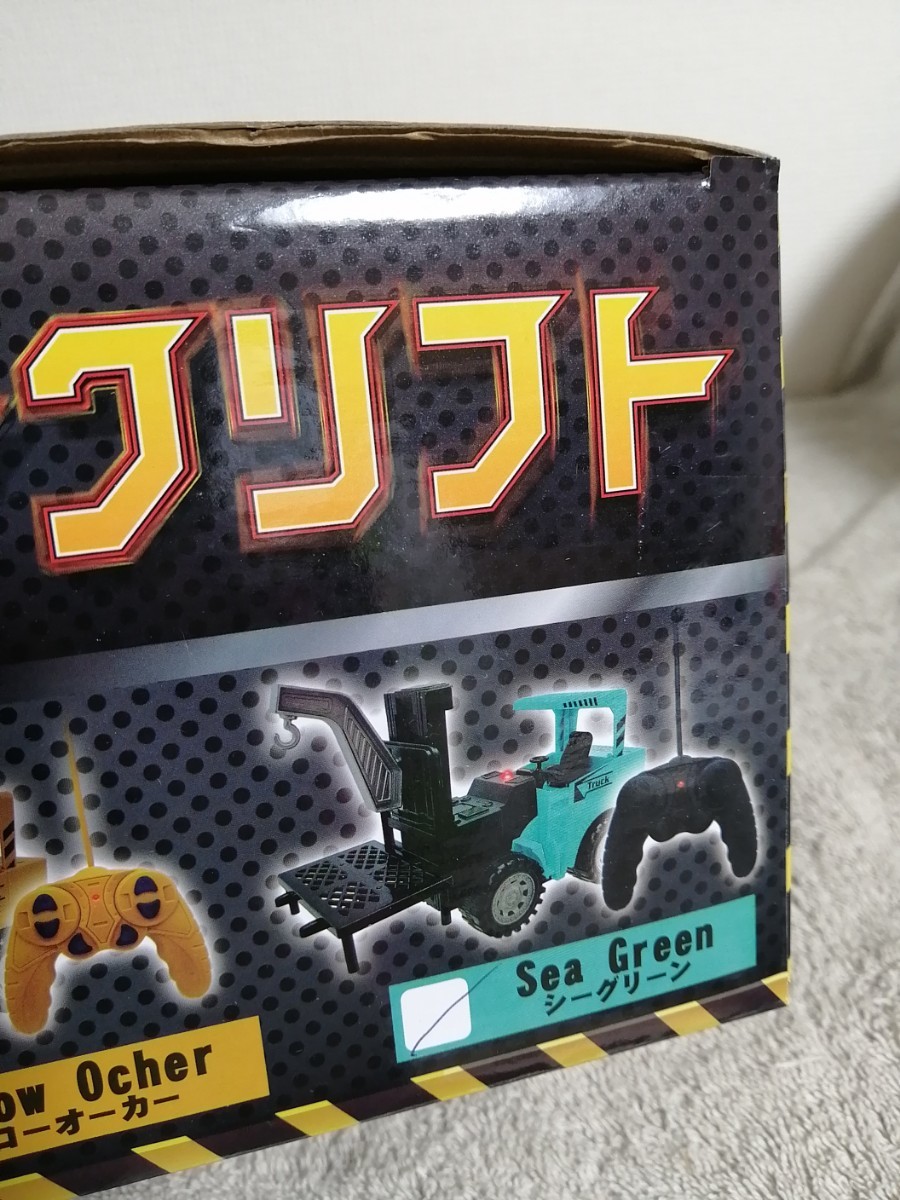 クリフト
Truck
Sea Green
シーグリーン
ow Ocher
ローオーカー